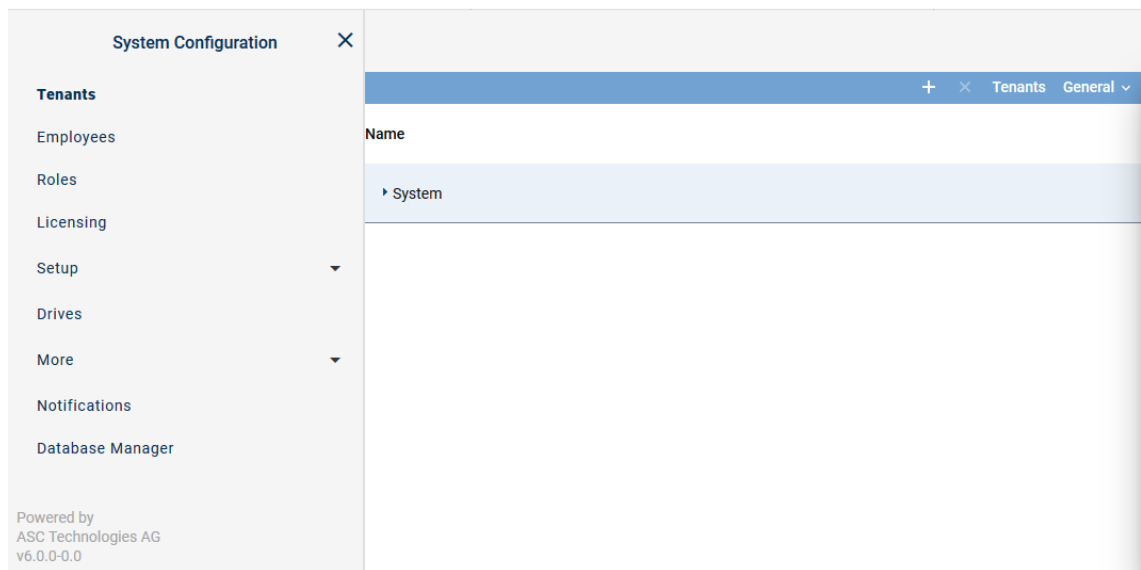 System Configuration
Tenants
Employees
Roles
Licensing
Setup
Drives
More
Notifications
Database Manager
Powered by
ASC Technologies AG
v6.0.0-0.0
Tenants General
Name
System